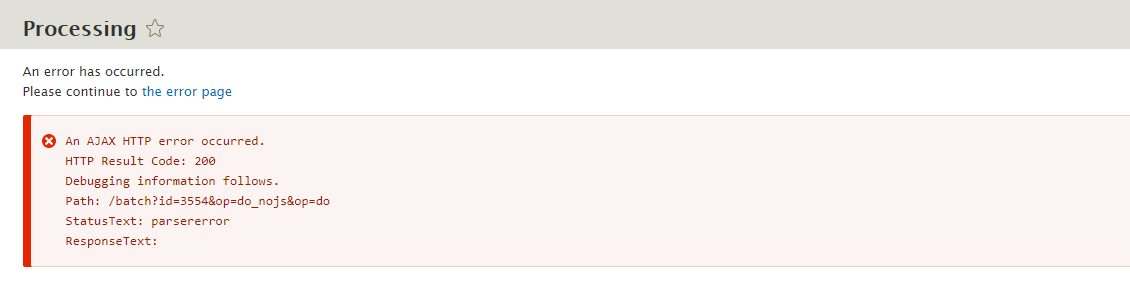 Processing
An error has occurred.
Please continue to the error page
An AJAX HTTP error occurred.
HTTP Result Code: 200
Debugging information follows.
Path: /batch?id=3554&op=do_nojs&op=do
StatusText: parsererror
ResponseText: